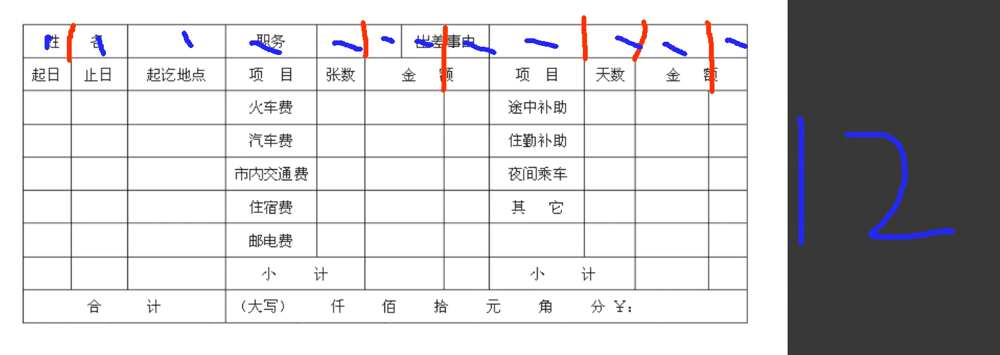 姓 名 职务 出差事由
起日 止日 起讫地点 项 目 张数 金 额 项 目 天数 金 额
火车费 途中补助
汽车费 住勤补助
市内交通费 夜间乘车
住宿费 其 它
邮电费
小 计 小 计
合 计 （大写） 仟 佰 拾 元 角 分 ￥：
12